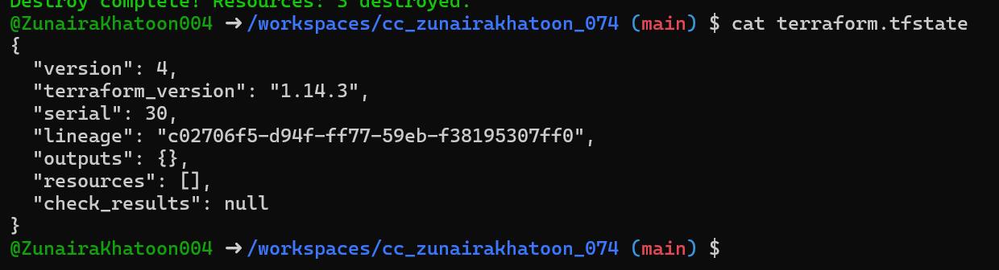 Destroy complete! Resources: 3 destroyed.
@ZunairaKhatoon004 ➜ /workspaces/cc_zunairakhatoon_074 (main) $ cat terraform.tfstate
{
  "version": 4,
  "terraform_version": "1.14.3",
  "serial": 30,
  "lineage": "c02706f5-d94f-ff77-59eb-f38195307ff0",
  "outputs": {},
  "resources": [],
  "check_results": null
}
@ZunairaKhatoon004 ➜ /workspaces/cc_zunairakhatoon_074 (main) $